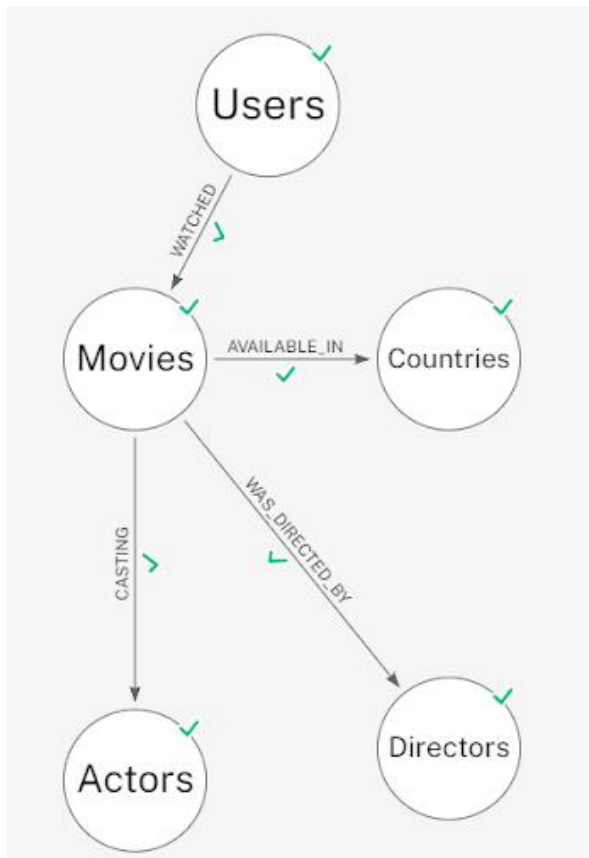 Users
WATCHED
Movies
AVAILABLE_IN
Countries
CASTING
WAS_DIRECTED_BY
Actors
Directors